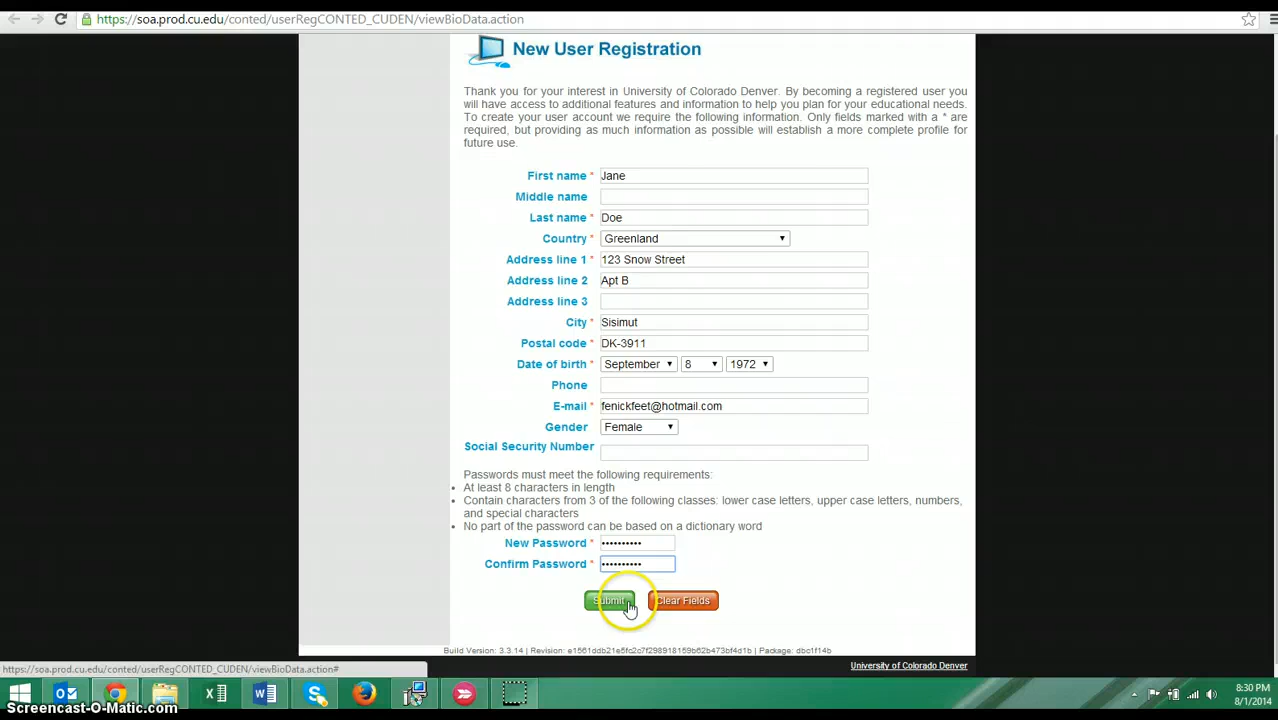 https://soa.prod.cu.edu/conted/userRegCONTED_CUDEN/viewBioData.action
New User Registration
Thank you for your interest in University of Colorado Denver. By becoming a registered user you
will have access to additional features and information to help you plan for your educational needs.
To create your user account we require the following information. Only fields marked with a * are
required, but providing as much information as possible will establish a more complete profile for
future use.
First name * Jane
Middle name
Last name * Doe
Country * Greenland
Address line 1 * 123 Snow Street
Address line 2 Apt B
Address line 3
City * Sisimut
Postal code * DK-3911
Date of birth * September 8 1972
Phone
E-mail * fenickfeet@hotmail.com
Gender Female
Social Security Number
Passwords must meet the following requirements:
At least 8 characters in length
Contain characters from 3 of the following classes: lower case letters, upper case letters, numbers,
and special characters
No part of the password can be based on a dictionary word
New Password * ••••••••••
Confirm Password * ••••••••••
Submit Clear Fields
Build Version: 3.3.14 | Revision: e1561ddb21e5fc2c7f298918159b62b473bf4d1b | Package: dbc1f14b
https://soa.prod.cu.edu/conted/userRegCONTED_CUDEN/viewBioData.action#
University of Colorado Denver
8:30 PM
8/1/2014
Screencast-O-Matic.com